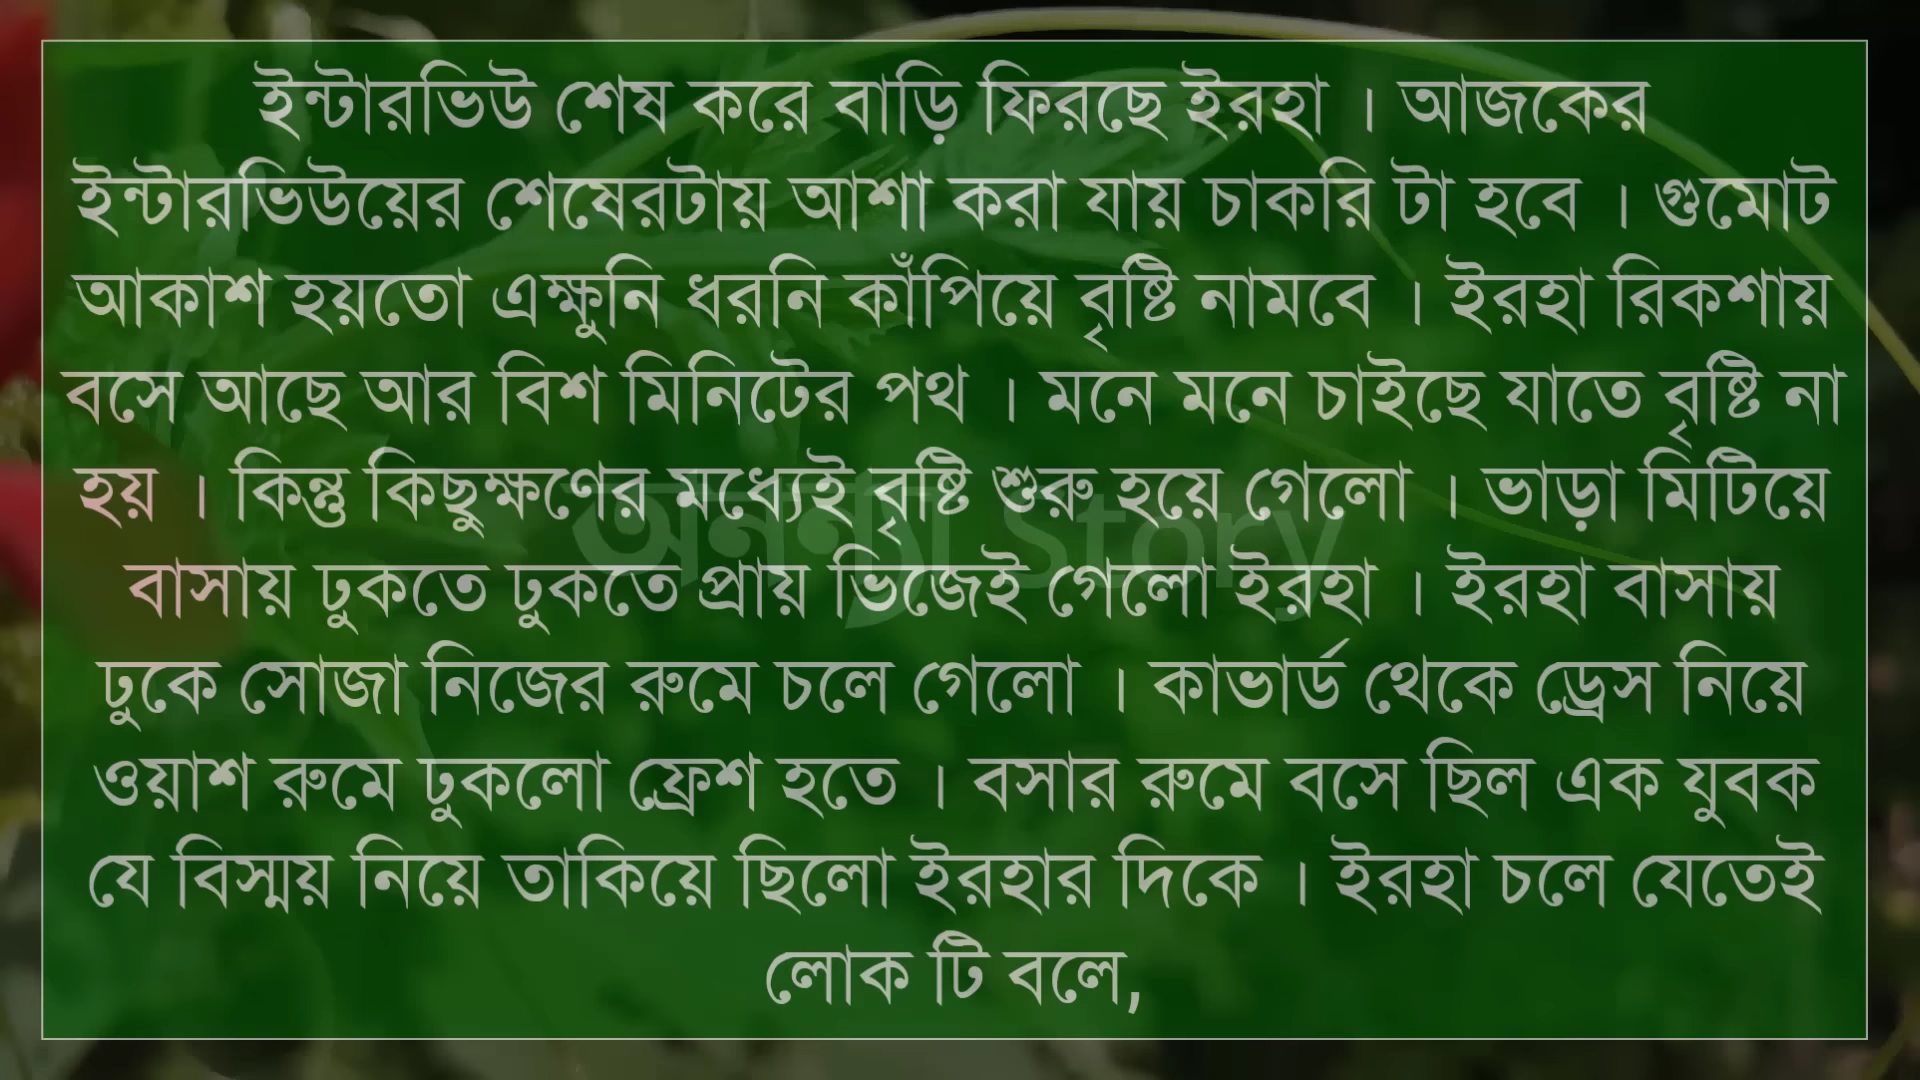 ইন্টারভিউ শেষ করে বাড়ি ফিরছে ইরহা । আজকের
ইন্টারভিউয়ের শেষেরটায় আশা করা যায় চাকরি টা হবে । গুমোট
আকাশ হয়তো এক্ষুনি ধরনি কাঁপিয়ে বৃষ্টি নামবে । ইরহা রিকশায়
বসে আছে আর বিশ মিনিটের পথ । মনে মনে চাইছে যাতে বৃষ্টি না
হয় । কিন্তু কিছুক্ষণের মধ্যেই বৃষ্টি শুরু হয়ে গেলো । ভাড়া মিটিয়ে
অনন্যা Story
বাসায় ঢুকতে ঢুকতে প্রায় ভিজেই গেলো ইরহা । ইরহা বাসায়
ঢুকে সোজা নিজের রুমে চলে গেলো । কাভার্ড থেকে ড্রেস নিয়ে
ওয়াশ রুমে ঢুকলো ফ্রেশ হতে । বসার রুমে বসে ছিল এক যুবক
যে বিস্ময় নিয়ে তাকিয়ে ছিলো ইরহার দিকে । ইরহা চলে যেতেই
লোক টি বলে,